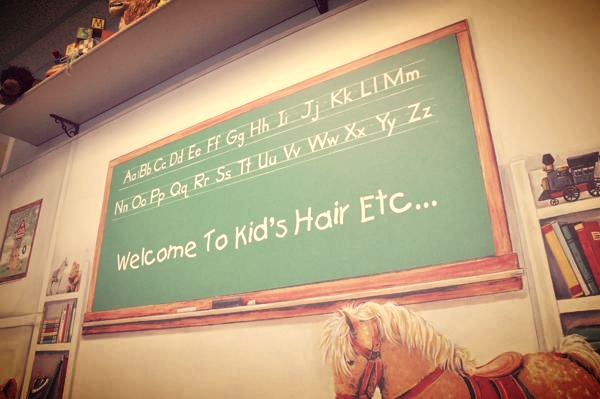 Aa Bb Cc Dd Ee Ff Gg Hh Ii Jj Kk Ll Mm
Nn Oo Pp Qq Rr Ss Tt Uu Vv Ww Xx Yy Zz
Welcome To Kid's Hair Etc...